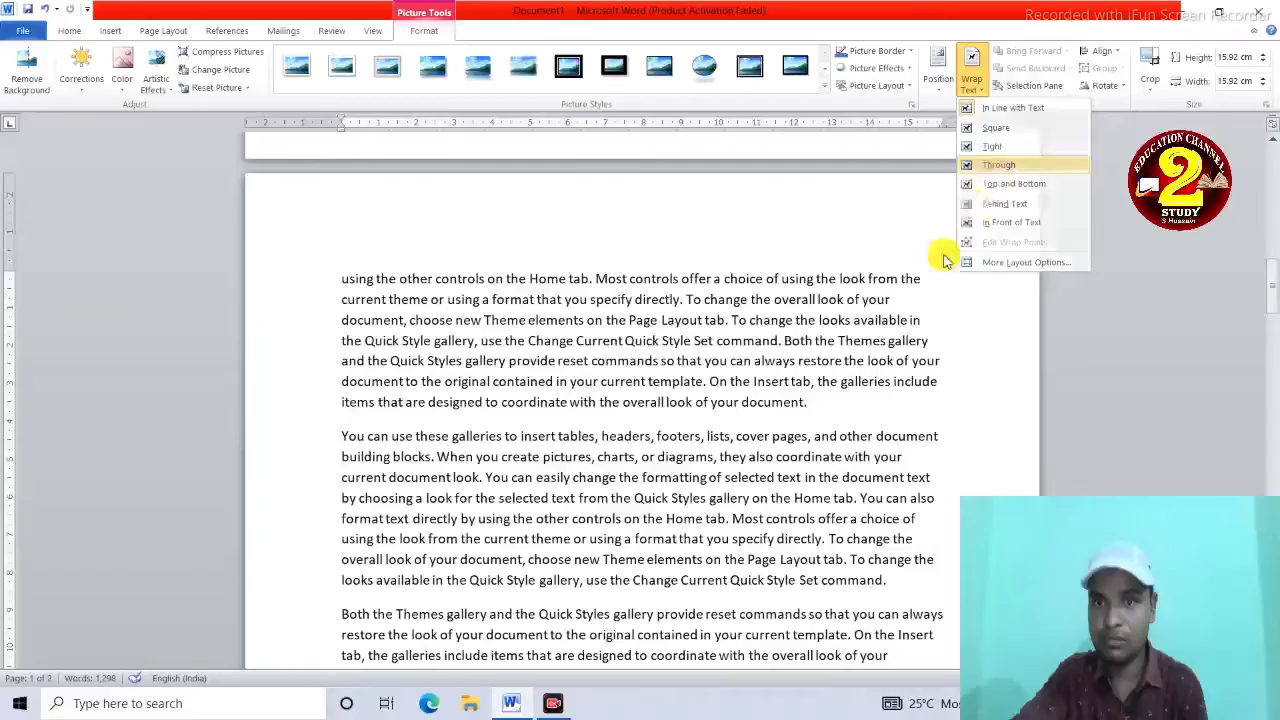 Picture Tools
Document1 - Microsoft Word (Product Activation Failed)
Recorded with iFun Screen Recorder
File
Home
Insert
Page Layout
References
Mailings
Review
View
Format
Remove
Background
Corrections
Color
Artistic
Effects
Compress Pictures
Change Picture
Reset Picture
Adjust
Picture Styles
Picture Border
Picture Effects
Picture Layout
Position
Wrap
Text
Bring Forward
Send Backward
Selection Pane
Align
Group
Rotate
Crop
Height: 15.92 cm
Width: 15.92 cm
Size
In Line with Text
Square
Tight
Through
Top and Bottom
Behind Text
In Front of Text
Edit Wrap Points
More Layout Options...
EDUCATION CHANNEL
2
STUDY
S Hussain
using the other controls on the Home tab. Most controls offer a choice of using the look from the
current theme or using a format that you specify directly. To change the overall look of your
document, choose new Theme elements on the Page Layout tab. To change the looks available in
the Quick Style gallery, use the Change Current Quick Style Set command. Both the Themes gallery
and the Quick Styles gallery provide reset commands so that you can always restore the look of your
document to the original contained in your current template. On the Insert tab, the galleries include
items that are designed to coordinate with the overall look of your document.
You can use these galleries to insert tables, headers, footers, lists, cover pages, and other document
building blocks. When you create pictures, charts, or diagrams, they also coordinate with your
current document look. You can easily change the formatting of selected text in the document text
by choosing a look for the selected text from the Quick Styles gallery on the Home tab. You can also
format text directly by using the other controls on the Home tab. Most controls offer a choice of
using the look from the current theme or using a format that you specify directly. To change the
overall look of your document, choose new Theme elements on the Page Layout tab. To change the
looks available in the Quick Style gallery, use the Change Current Quick Style Set command.
Both the Themes gallery and the Quick Styles gallery provide reset commands so that you can always
restore the look of your document to the original contained in your current template. On the Insert
tab, the galleries include items that are designed to coordinate with the overall look of your
Page: 1 of 2
Words: 1,298
English (India)
Type here to search
25°C